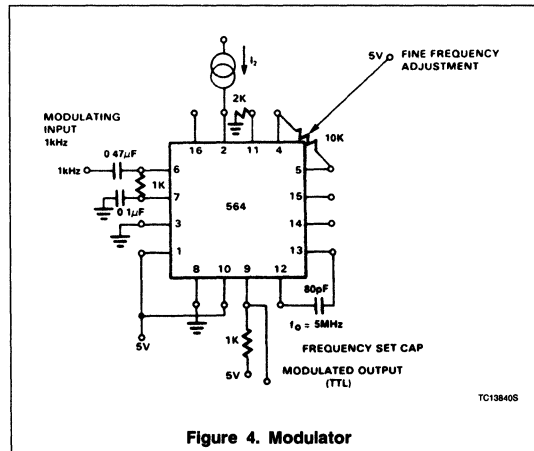 I₂
5V
FINE FREQUENCY
ADJUSTMENT
2K
10K
MODULATING
INPUT
1kHz
0 47μF
1kHz
1K
0 1μF
16
2
11
4
6
7
3
1
564
5
15
14
13
8
10
9
12
80pF
fo = 5MHz
5V
1K
5V
FREQUENCY SET CAP
MODULATED OUTPUT
(TTL)
TC13840S
Figure 4. Modulator